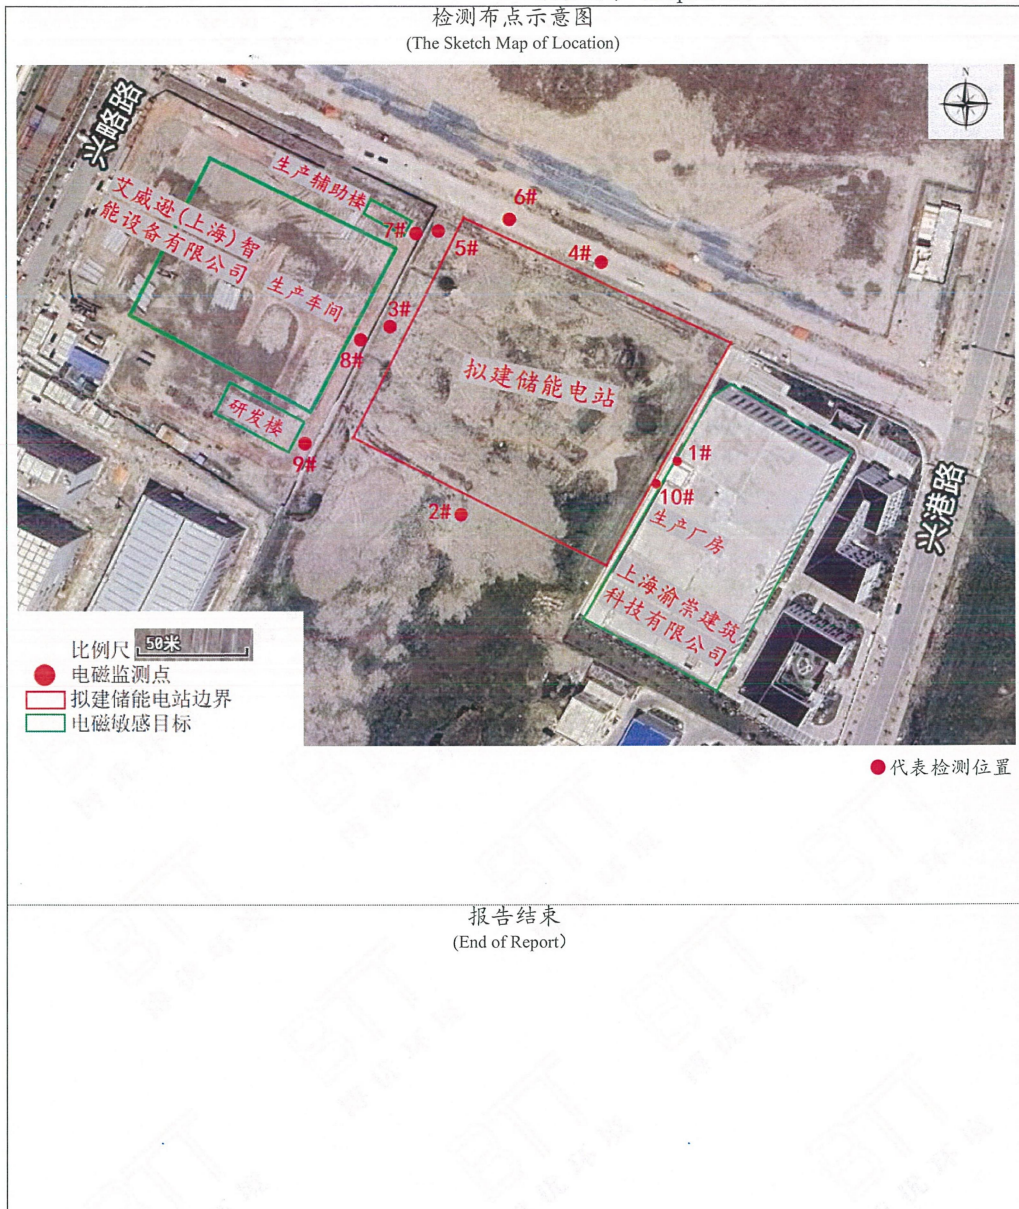 检测布点示意图
(The Sketch Map of Location)
N
兴略路
生产辅助楼
艾威逊(上海)智
能设备有限公司
生产车间
研发楼
6#
7#
5#
4#
3#
8#
9#
拟建储能电站
2#
1#
10#
生产厂房
上海渝崇建筑
科技有限公司
兴港路
比例尺 50米
电磁监测点
拟建储能电站边界
电磁敏感目标
代表检测位置
报告结束
(End of Report)